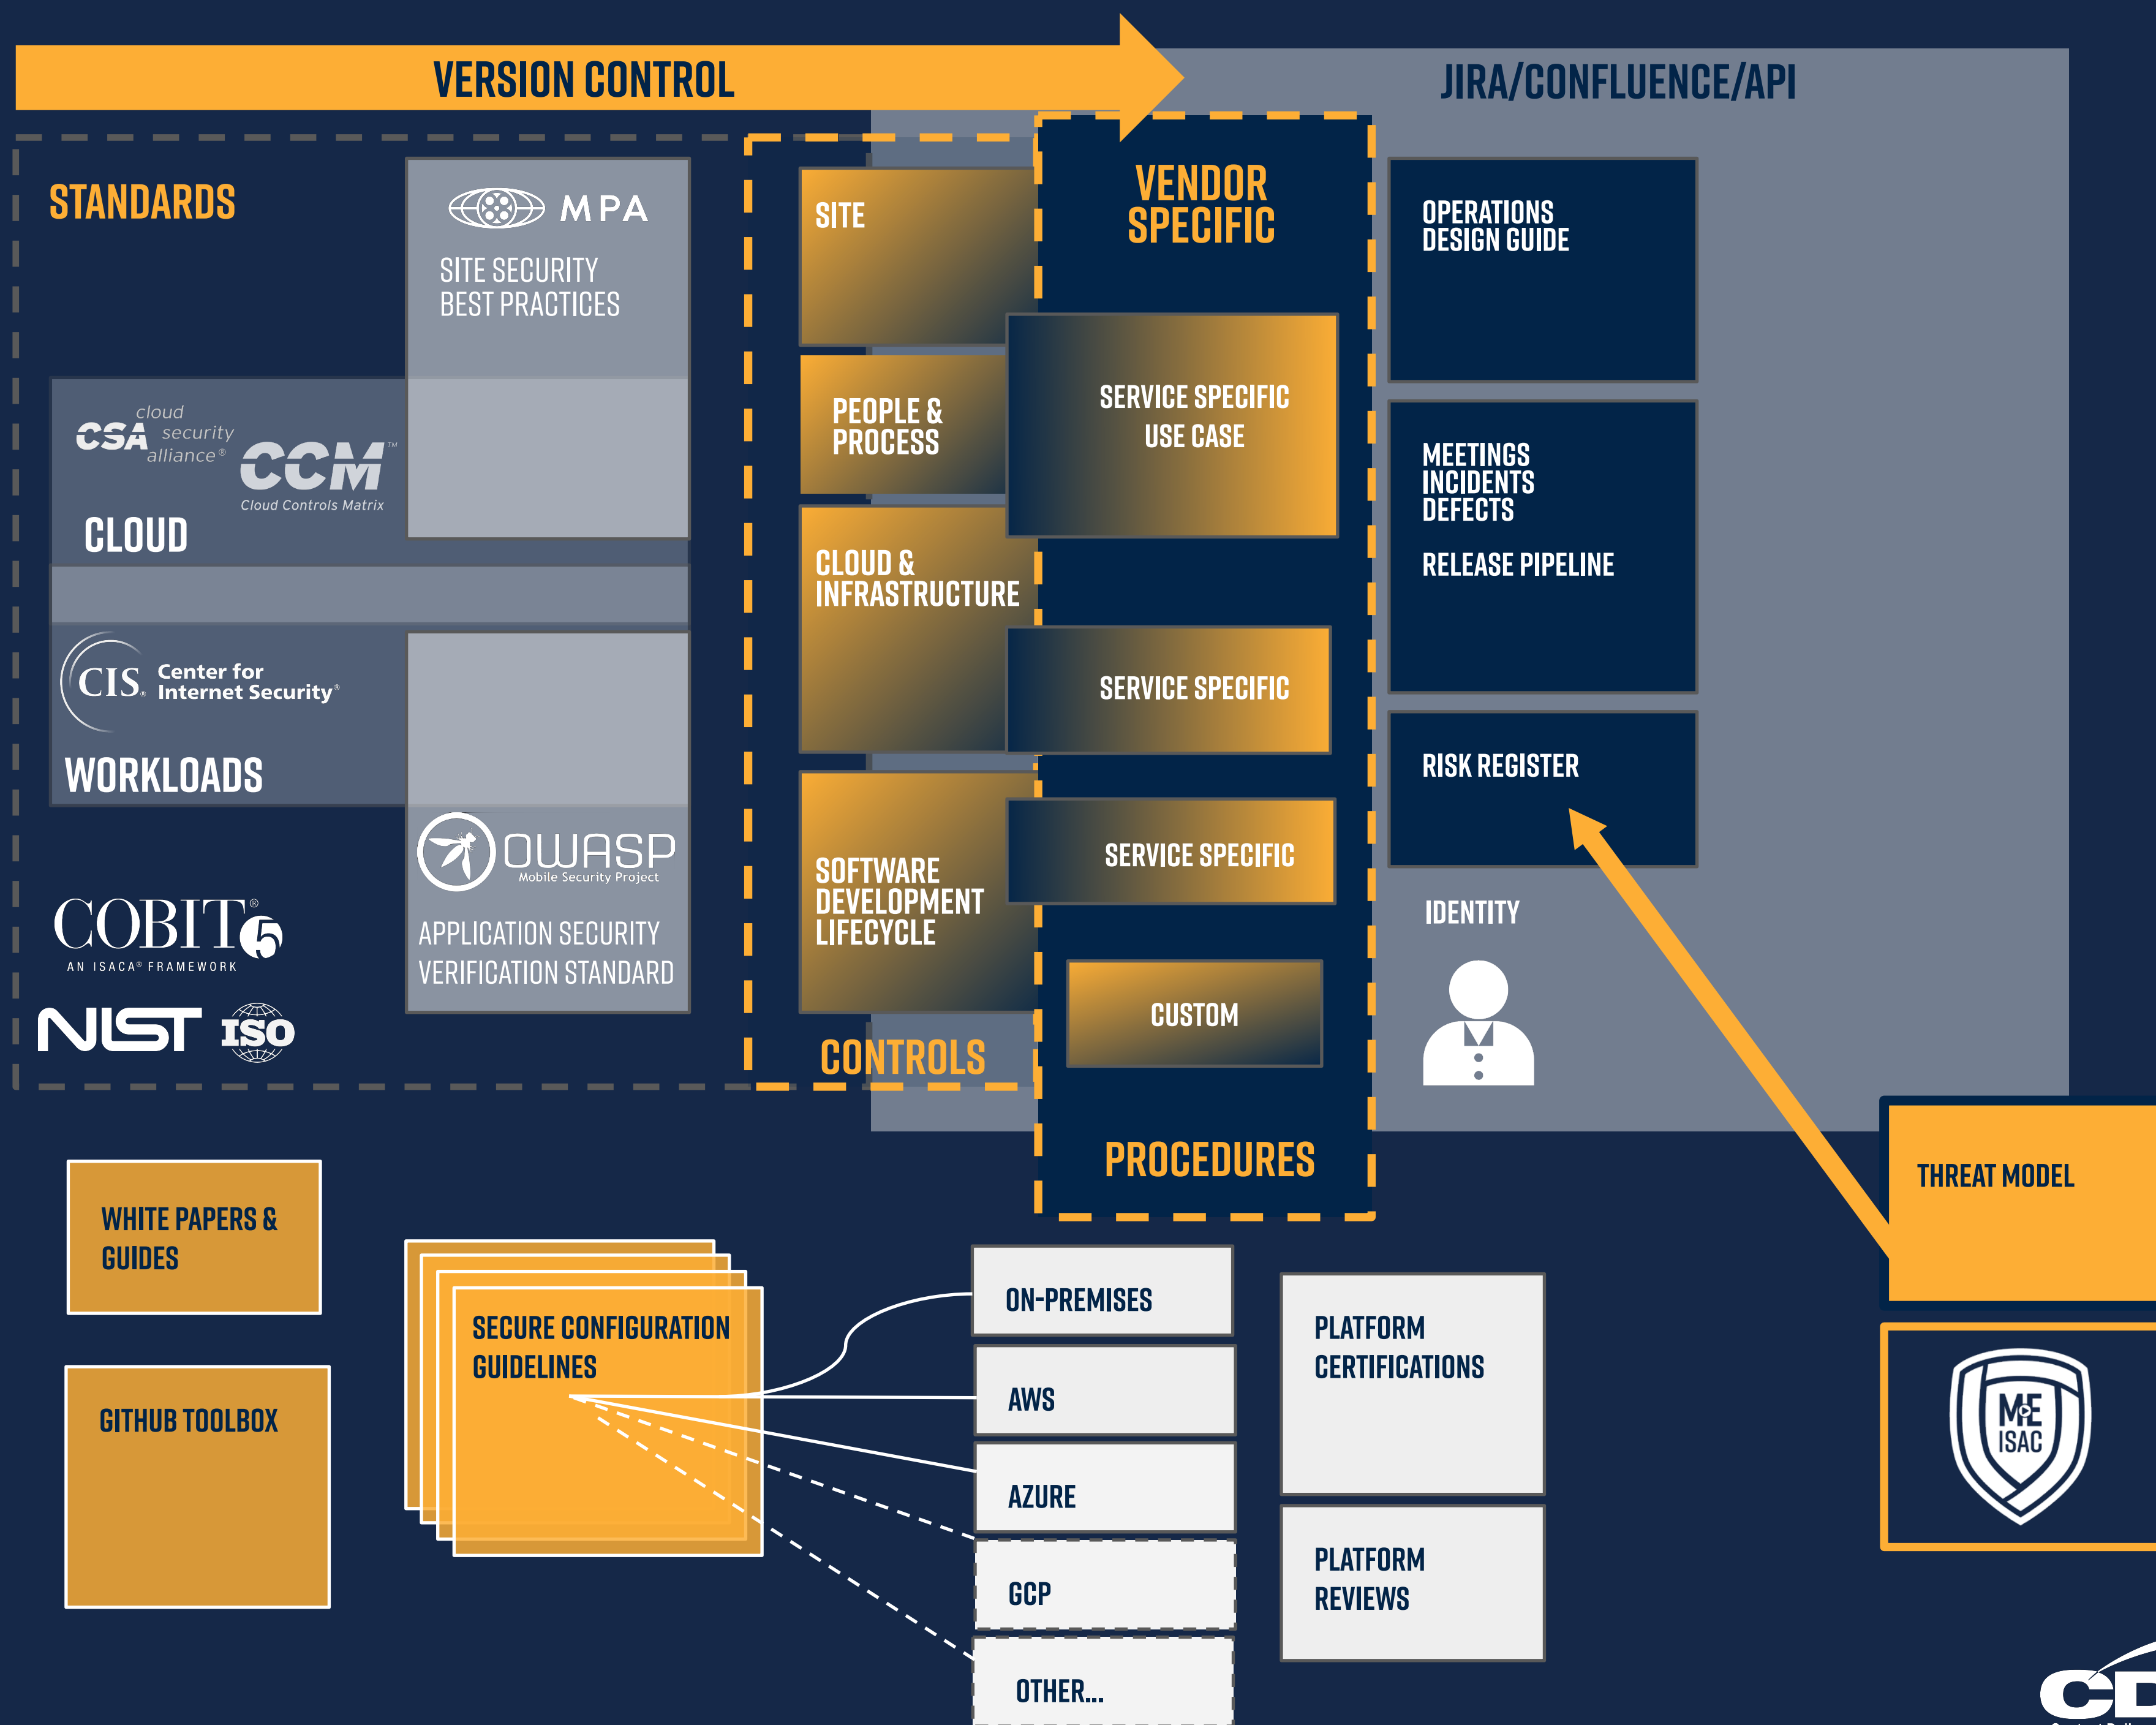 VERSION CONTROL
JIRA/CONFLUENCE/API
STANDARDS
MPA
SITE SECURITY
BEST PRACTICES
CSA cloud security alliance®
CCM™
Cloud Controls Matrix
CLOUD
CIS® Center for
Internet Security®
WORKLOADS
OWASP
Mobile Security Project
APPLICATION SECURITY
VERIFICATION STANDARD
COBIT® 5
AN ISACA® FRAMEWORK
NIST ISO
SITE
PEOPLE &
PROCESS
CLOUD &
INFRASTRUCTURE
SOFTWARE
DEVELOPMENT
LIFECYCLE
CONTROLS
VENDOR
SPECIFIC
SERVICE SPECIFIC
USE CASE
SERVICE SPECIFIC
SERVICE SPECIFIC
CUSTOM
PROCEDURES
OPERATIONS
DESIGN GUIDE
MEETINGS
INCIDENTS
DEFECTS
RELEASE PIPELINE
RISK REGISTER
IDENTITY
THREAT MODEL
WHITE PAPERS &
GUIDES
GITHUB TOOLBOX
SECURE CONFIGURATION
GUIDELINES
ON-PREMISES
AWS
AZURE
GCP
OTHER...
PLATFORM
CERTIFICATIONS
PLATFORM
REVIEWS
ME
ISAC
CD